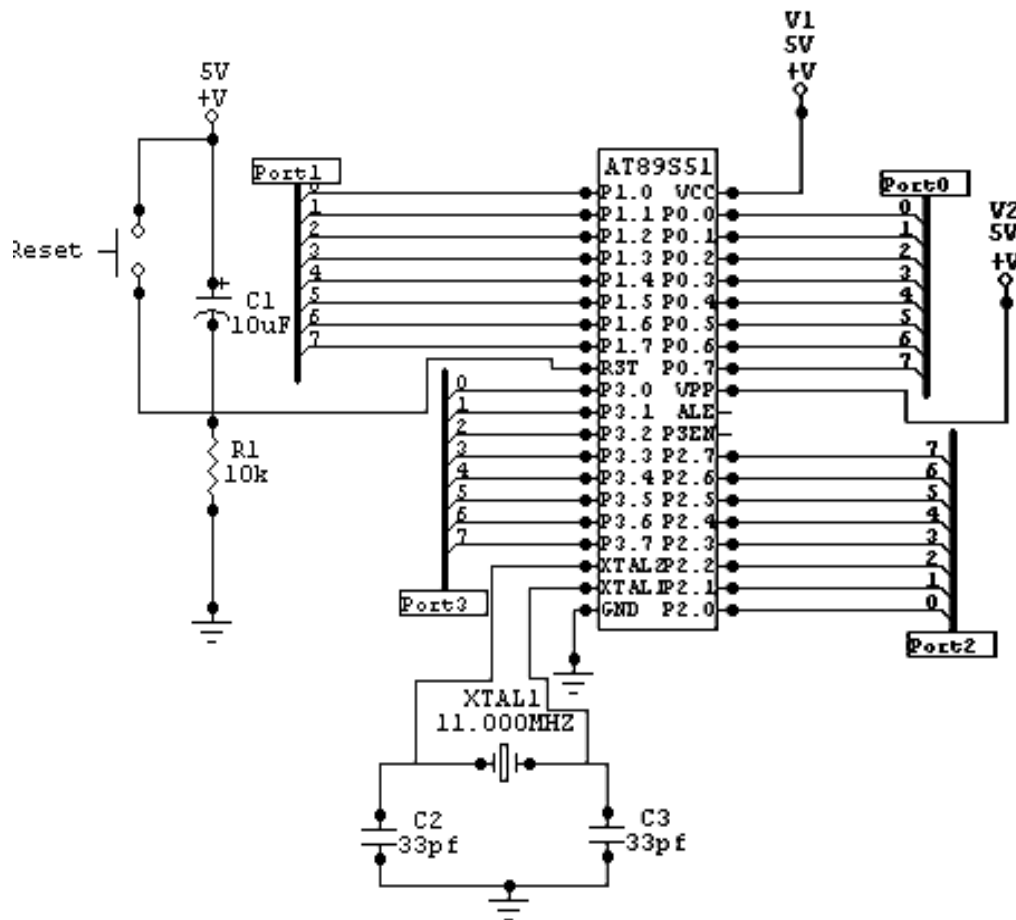 V1
5V
+V
5V
+V
Reset
+
C1
10uF
R1
10k
Port1
0
1
2
3
4
5
6
7
AT89S51
P1.0 VCC
P1.1 P0.0
P1.2 P0.1
P1.3 P0.2
P1.4 P0.3
P1.5 P0.4
P1.6 P0.5
P1.7 P0.6
RST P0.7
P3.0 VPP
P3.1 ALE
P3.2 PSEN
P3.3 P2.7
P3.4 P2.6
P3.5 P2.5
P3.6 P2.4
P3.7 P2.3
XTAL2 P2.2
XTAL1 P2.1
GND P2.0
Port0
0
1
2
3
4
5
6
7
V2
5V
+V
0
1
2
3
4
5
6
7
Port3
7
6
5
4
3
2
1
0
Port2
XTAL1
11.000MHZ
C2
33pf
C3
33pf